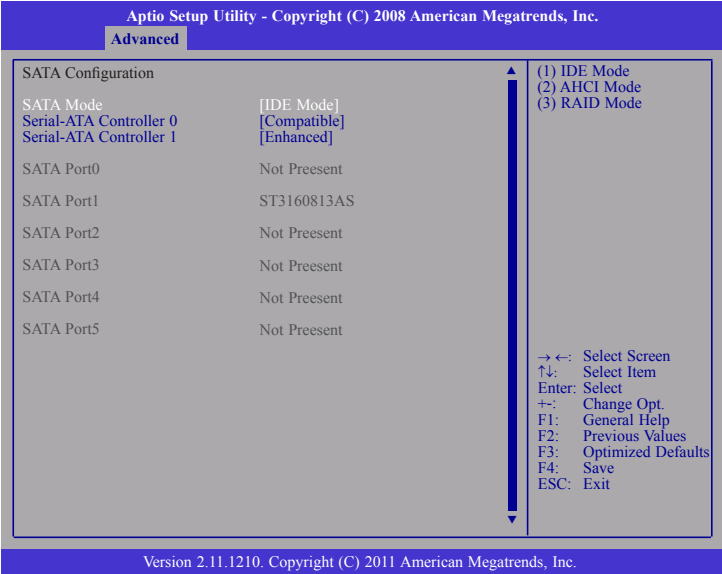 Aptio Setup Utility - Copyright (C) 2008 American Megatrends, Inc.
Advanced
SATA Configuration
SATA Mode [IDE Mode]
Serial-ATA Controller 0 [Compatible]
Serial-ATA Controller 1 [Enhanced]
SATA Port0 Not Preesent
SATA Port1 ST3160813AS
SATA Port2 Not Preesent
SATA Port3 Not Preesent
SATA Port4 Not Preesent
SATA Port5 Not Preesent
(1) IDE Mode
(2) AHCI Mode
(3) RAID Mode
→←: Select Screen
↑↓: Select Item
Enter: Select
+-: Change Opt.
F1: General Help
F2: Previous Values
F3: Optimized Defaults
F4: Save
ESC: Exit
Version 2.11.1210. Copyright (C) 2011 American Megatrends, Inc.